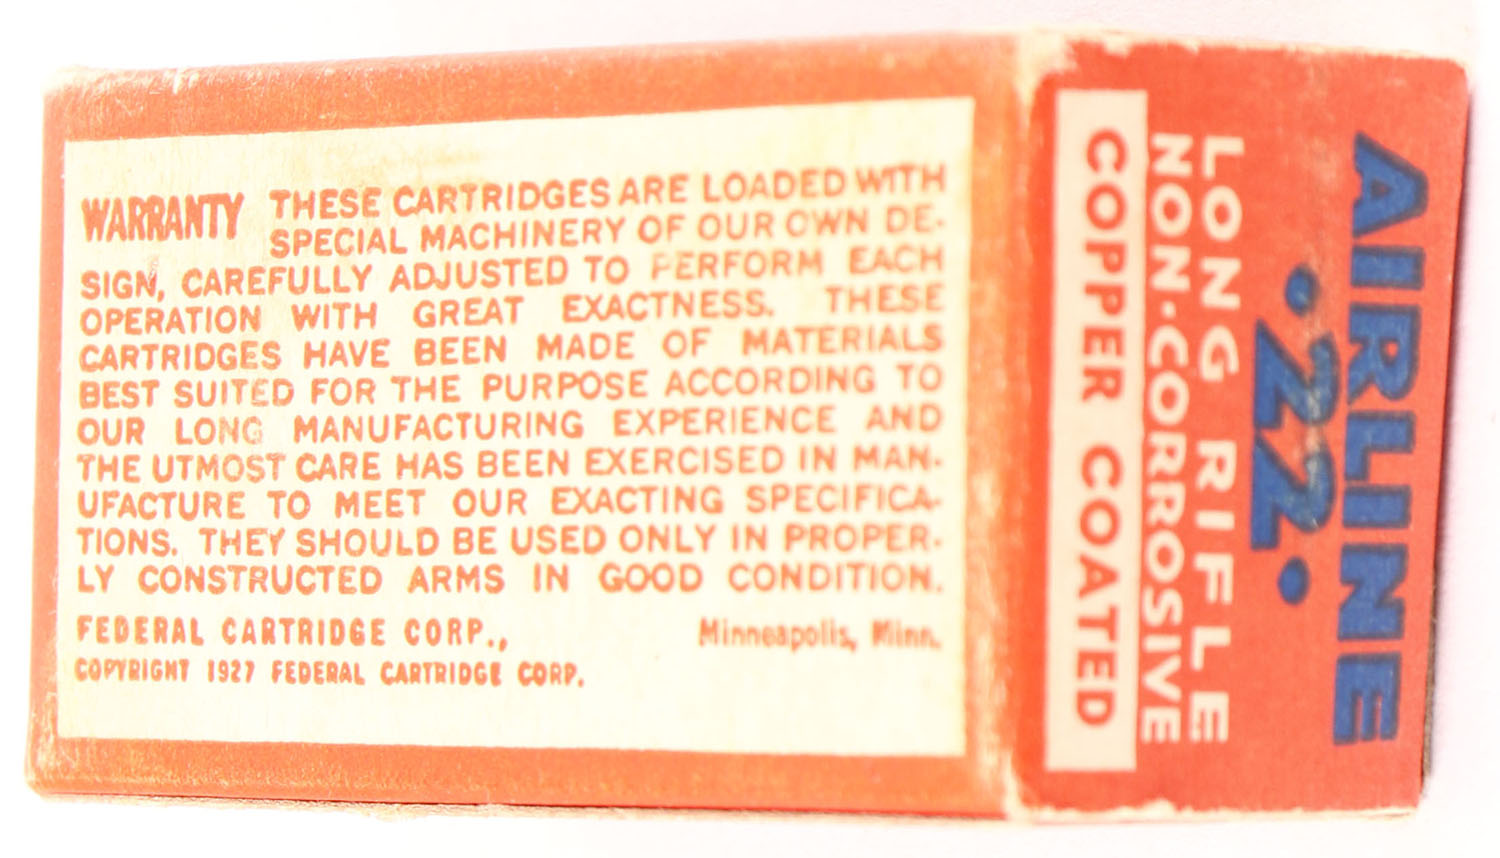 WARRANTY THESE CARTRIDGES ARE LOADED WITH
SPECIAL MACHINERY OF OUR OWN DE-
SIGN, CAREFULLY ADJUSTED TO PERFORM EACH
OPERATION WITH GREAT EXACTNESS. THESE
CARTRIDGES HAVE BEEN MADE OF MATERIALS
BEST SUITED FOR THE PURPOSE ACCORDING TO
OUR LONG MANUFACTURING EXPERIENCE AND
THE UTMOST CARE HAS BEEN EXERCISED IN MAN-
UFACTURE TO MEET OUR EXACTING SPECIFICA-
TIONS. THEY SHOULD BE USED ONLY IN PROPER-
LY CONSTRUCTED ARMS IN GOOD CONDITION.
FEDERAL CARTRIDGE CORP., Minneapolis, Minn.
COPYRIGHT 1927 FEDERAL CARTRIDGE CORP.
AIRLINE
.22.
LONG RIFLE
NON-CORROSIVE
COPPER COATED